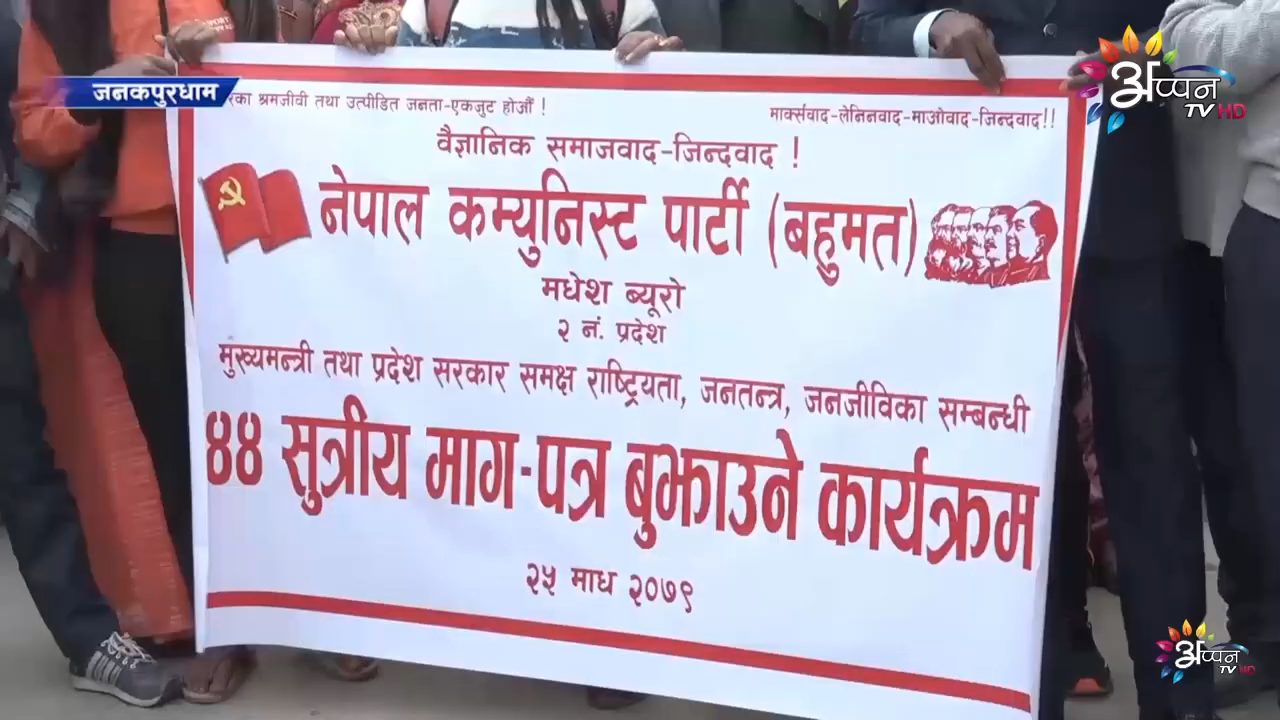 जनकपुरधाम
अप्पन
TV HD
श्रमजीवी तथा उत्पीडित जनता-एकजुट होऔं !
मार्क्सवाद-लेनिनवाद-माओवाद-जिन्दवाद!!
वैज्ञानिक समाजवाद-जिन्दवाद !
नेपाल कम्युनिस्ट पार्टी (बहुमत)
मधेश ब्यूरो
२ नं. प्रदेश
मुख्यमन्त्री तथा प्रदेश सरकार समक्ष राष्ट्रियता, जनतन्त्र, जनजीविका सम्बन्धी
४४ सुत्रीय माग-पत्र बुझाउने कार्यक्रम
२५ माघ २०७९
अप्पन
TV HD